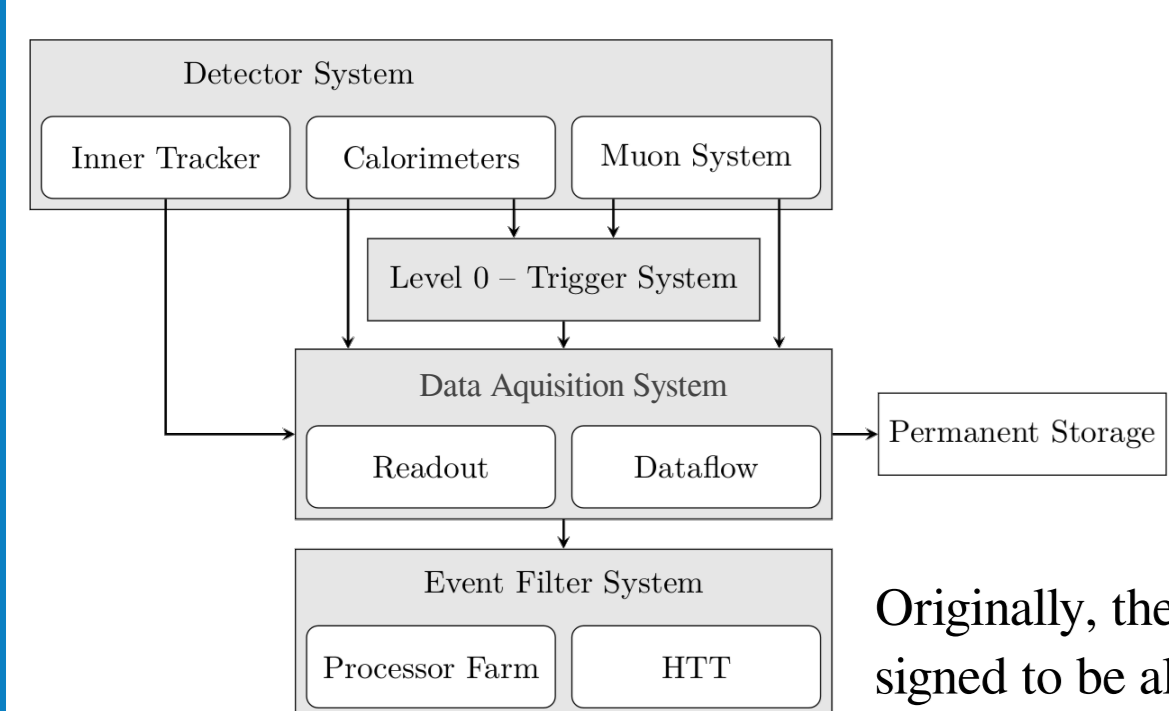 Detector System
Inner Tracker
Calorimeters
Muon System
Level 0 – Trigger System
Data Aquisition System
Readout
Dataflow
Permanent Storage
Event Filter System
Processor Farm
HTT
Originally, the
signed to be